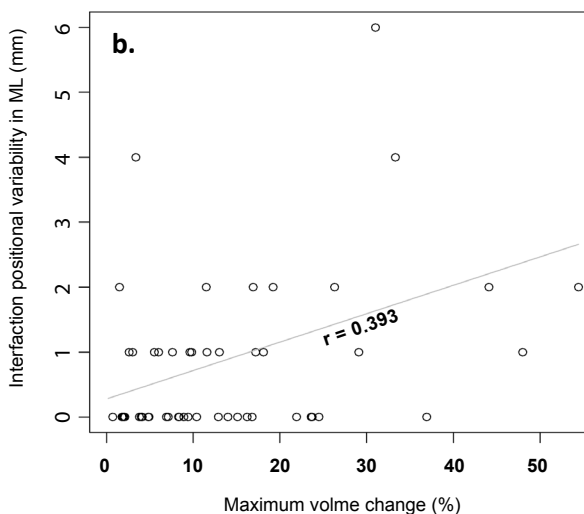 b.
Interfaction positional variability in ML (mm)
6
5
4
3
2
1
0
r = 0.393
0 10 20 30 40 50
Maximum volme change (%)